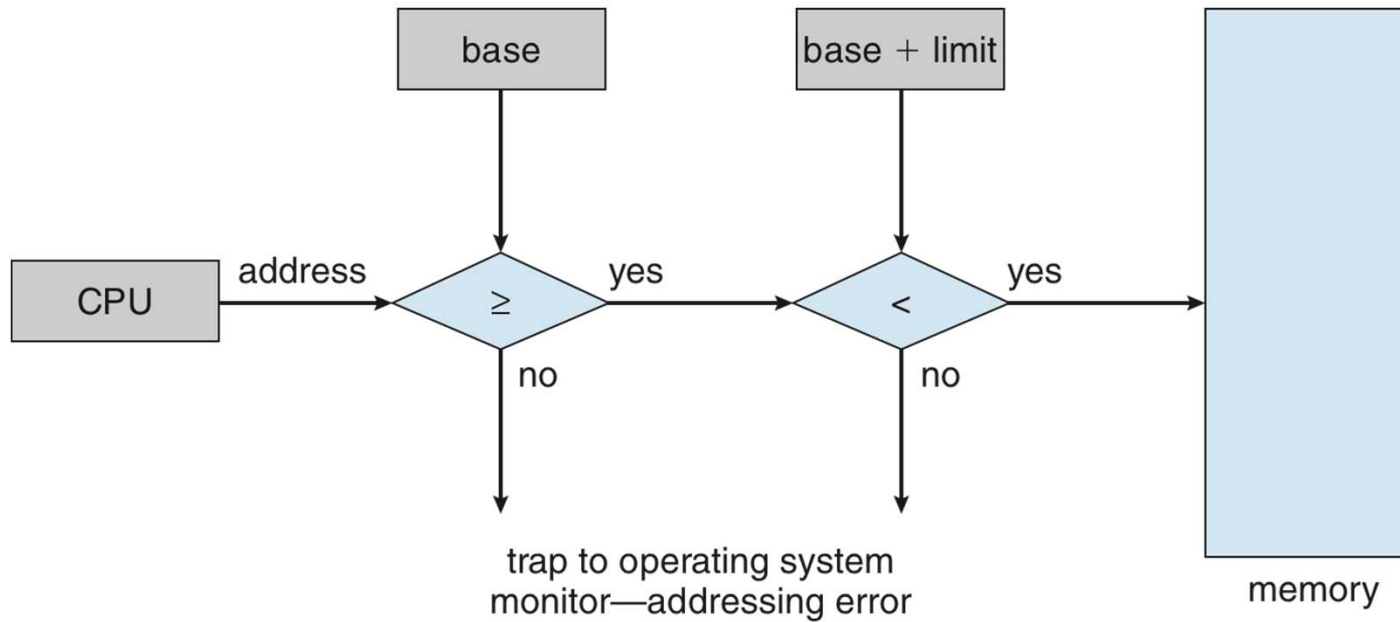 base
base + limit
CPU
address
≥
yes
<
yes
no
no
trap to operating system
monitor—addressing error
memory